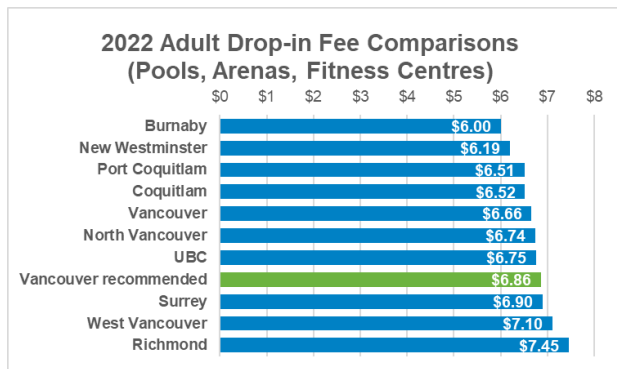 2022 Adult Drop-in Fee Comparisons
(Pools, Arenas, Fitness Centres)
$0 $1 $2 $3 $4 $5 $6 $7 $8
Burnaby $6.00
New Westminster $6.19
Port Coquitlam $6.51
Coquitlam $6.52
Vancouver $6.66
North Vancouver $6.74
UBC $6.75
Vancouver recommended $6.86
Surrey $6.90
West Vancouver $7.10
Richmond $7.45